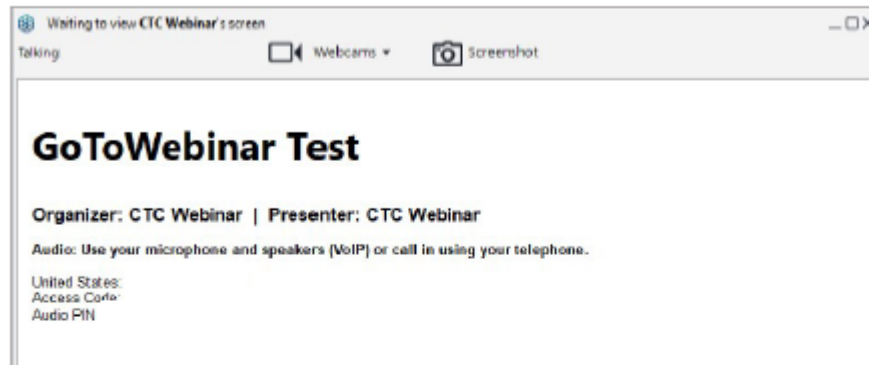 Waiting to view CTC Webinar's screen
Talking:
Webcams
Screenshot
GoToWebinar Test
Organizer: CTC Webinar | Presenter: CTC Webinar
Audio: Use your microphone and speakers (VoIP) or call in using your telephone.
United States:
Access Code:
Audio PIN